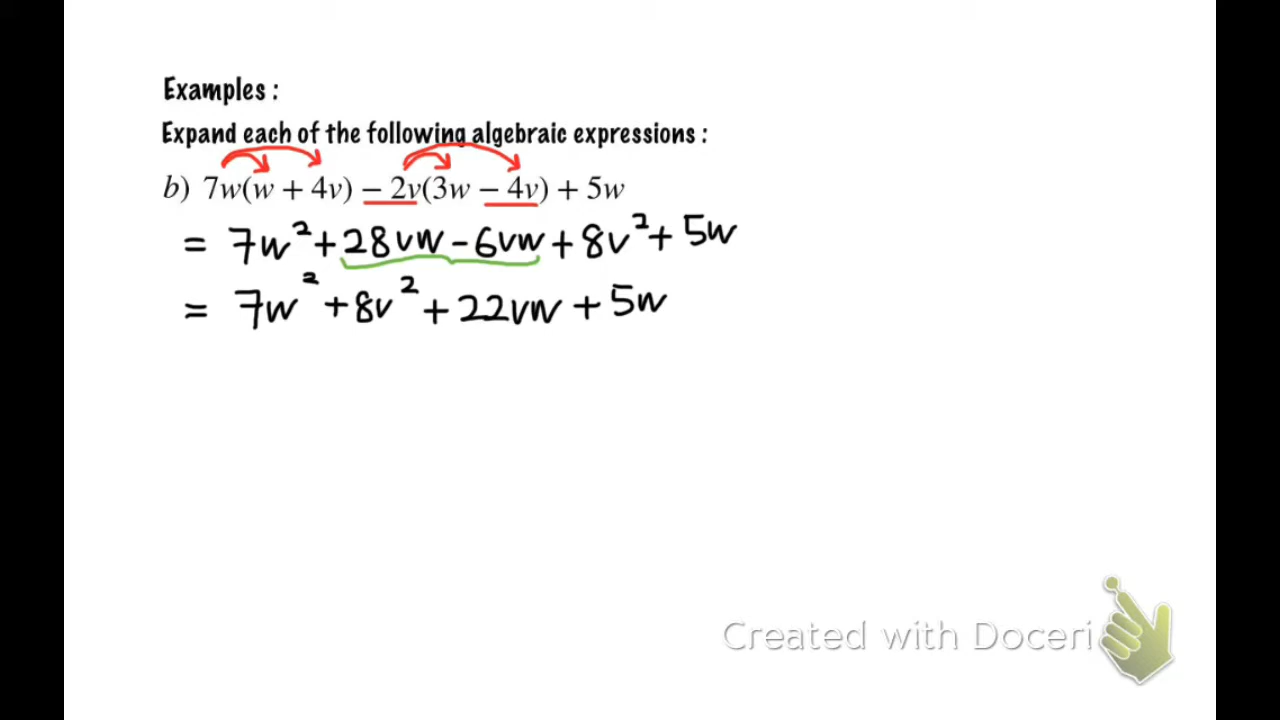 Examples :
Expand each of the following algebraic expressions :
b) 7w(w + 4v) − 2v(3w − 4v) + 5w
= 7w² + 28vw − 6vw + 8v² + 5w
= 7w² + 8v² + 22vw + 5w
Created with Doceri